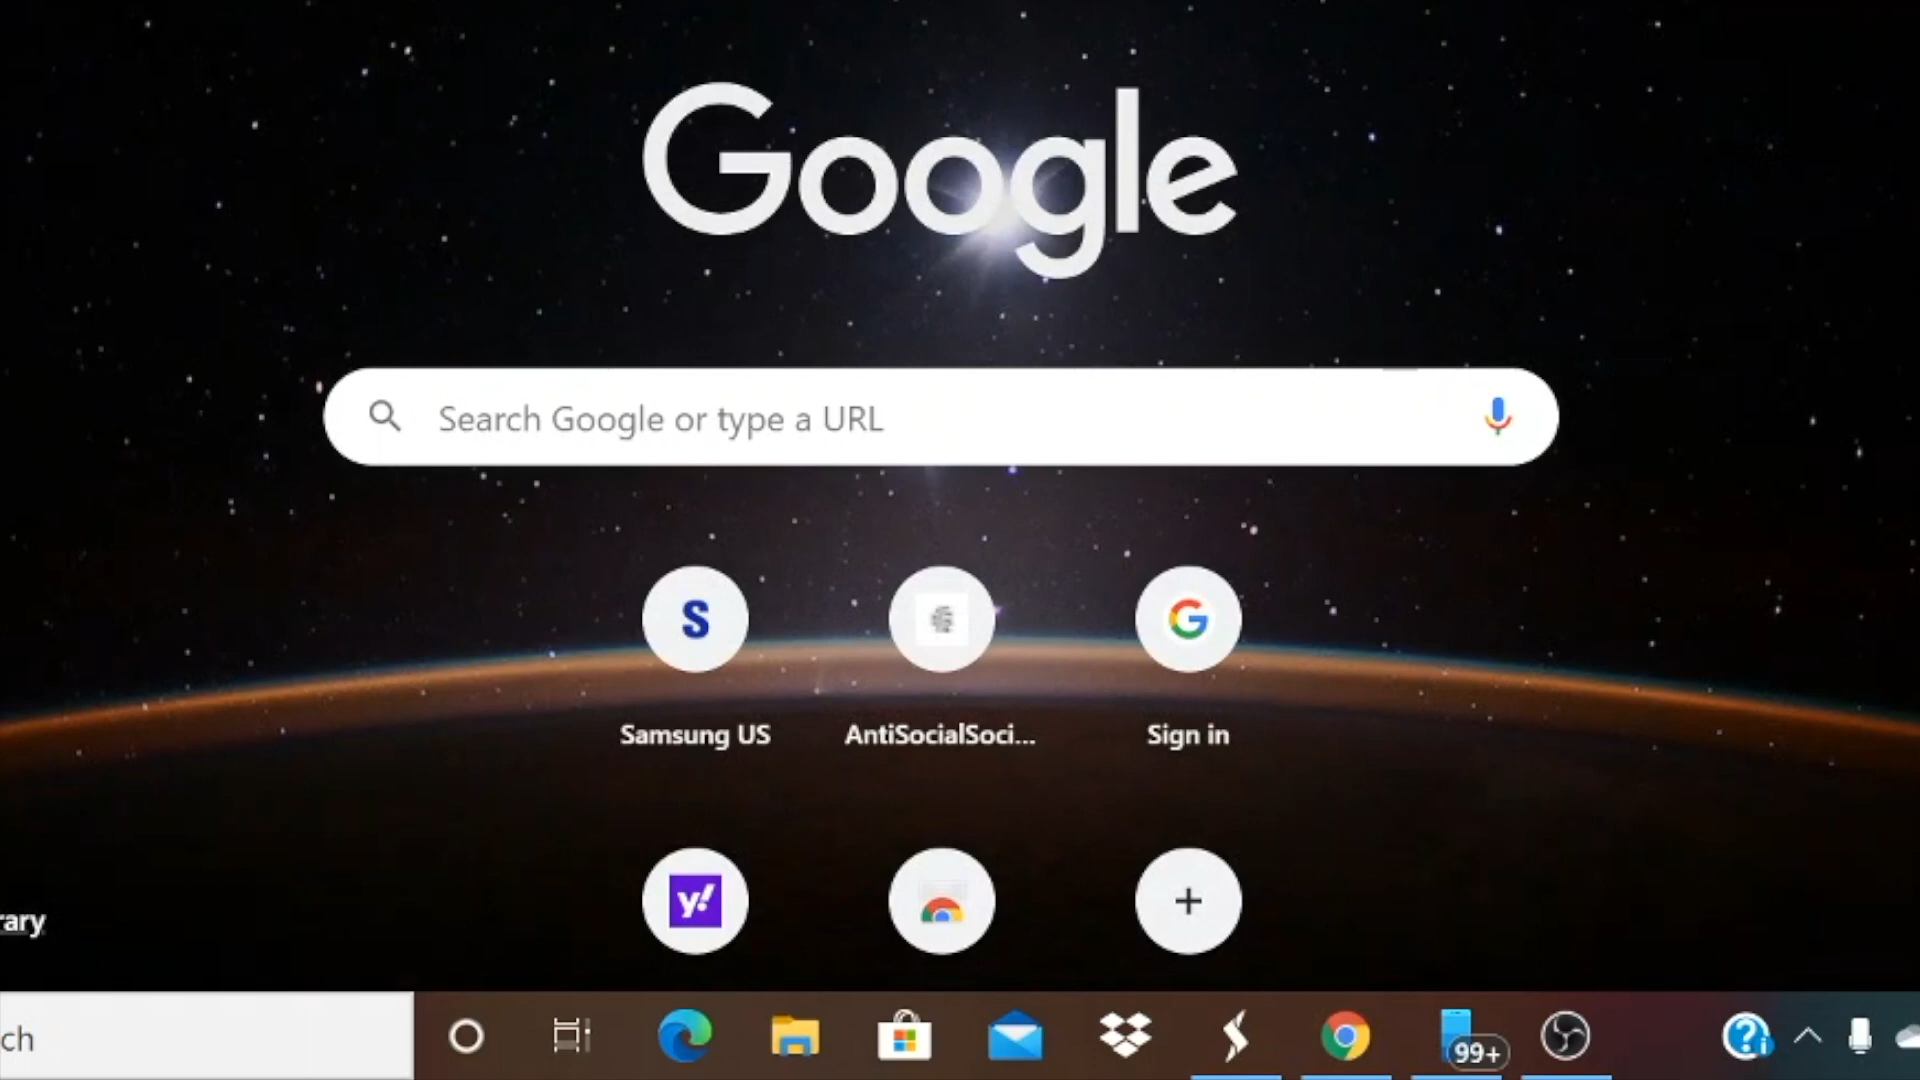 Google
Search Google or type a URL
S
G
Samsung US
AntiSocialSoci...
Sign in
y!
+
rary
ch
99+